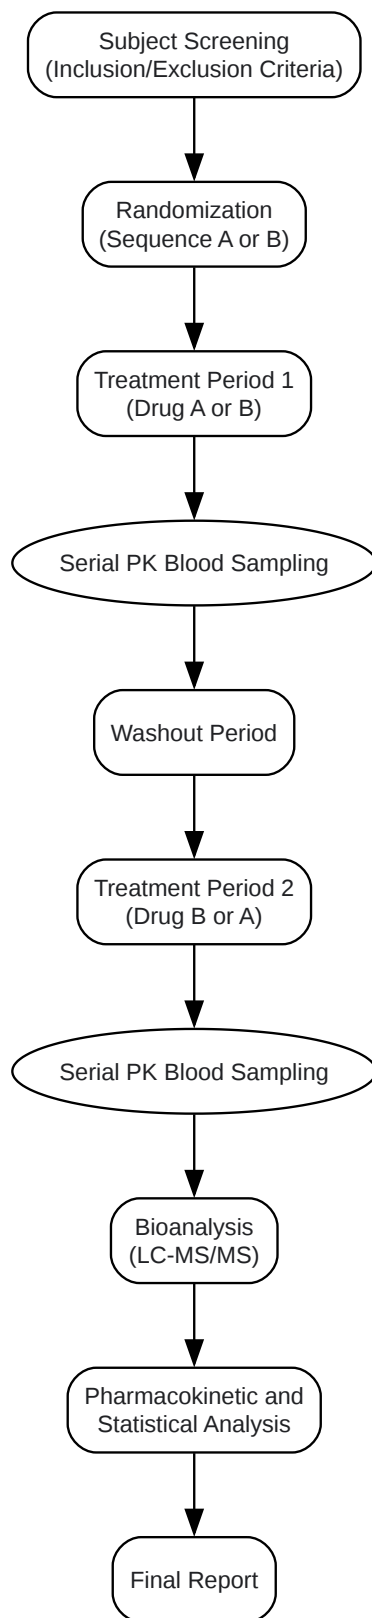 Subject Screening
(Inclusion/Exclusion Criteria)
Randomization
(Sequence A or B)
Treatment Period 1
(Drug A or B)
Serial PK Blood Sampling
Washout Period
Treatment Period 2
(Drug B or A)
Serial PK Blood Sampling
Bioanalysis
(LC-MS/MS)
Pharmacokinetic and
Statistical Analysis
Final Report